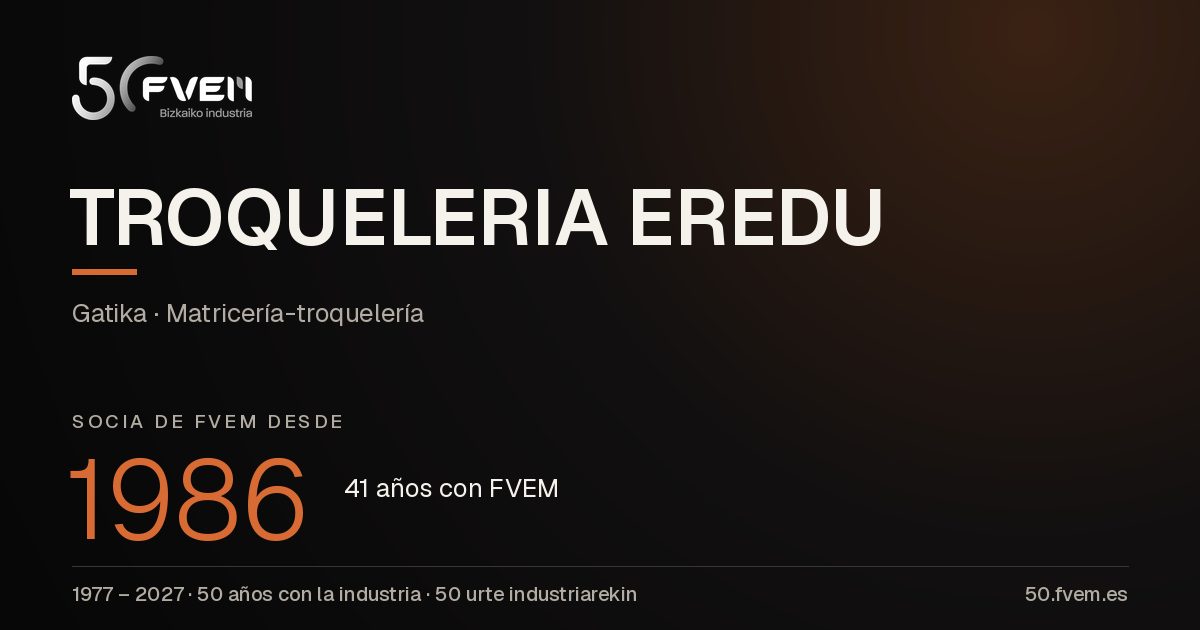 50 FVEM
Bizkaiko industria
TROQUELERIA EREDU
Gatika · Matricería-troquelería
SOCIA DE FVEM DESDE
1986
41 años con FVEM
1977 – 2027 · 50 años con la industria · 50 urte industriarekin
50.fvem.es